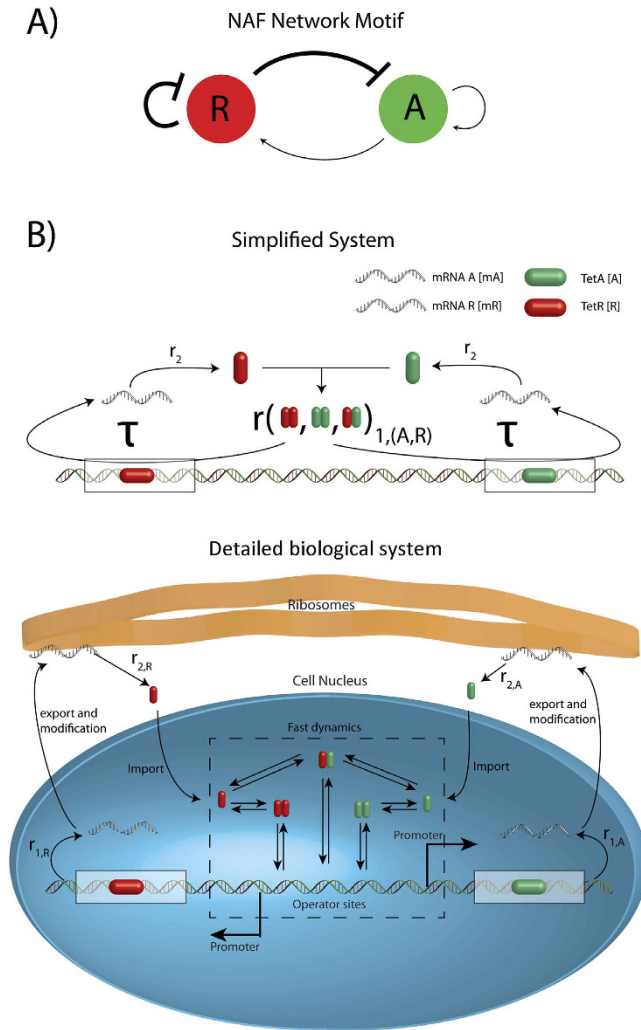 A)
NAF Network Motif
R
A
B)
Simplified System
mRNA A [mA]
TetA [A]
mRNA R [mR]
TetR [R]
r2
r2
τ
r( , , )1,(A,R)
τ
Detailed biological system
Ribosomes
r2,R
r2,A
Cell Nucleus
export and
modification
export and
modification
Fast dynamics
Import
Import
Promoter
r1,R
r1,A
Operator sites
Promoter